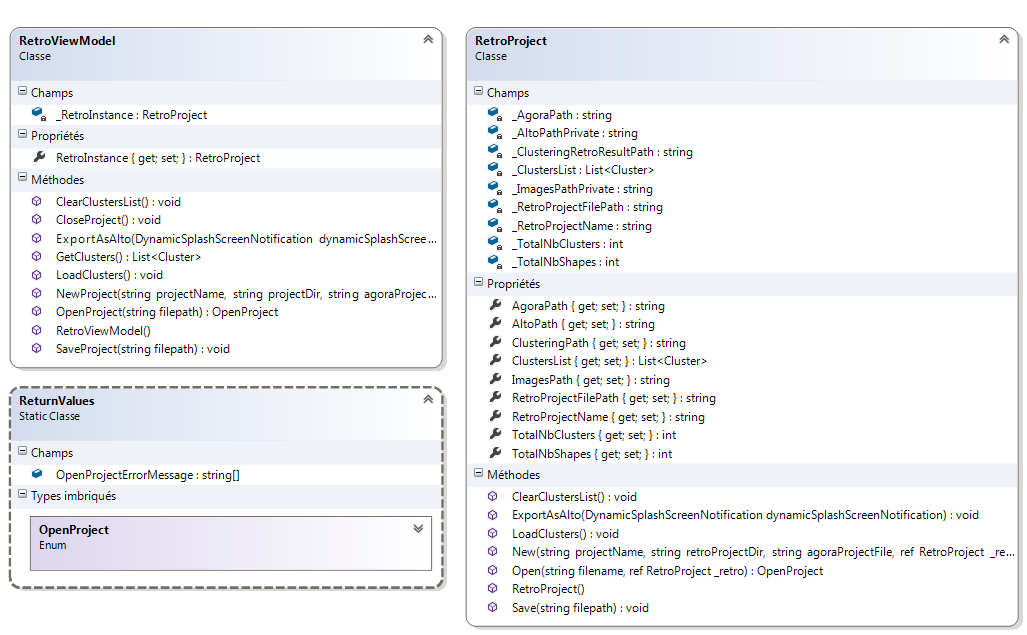 RetroViewModel
Classe
Champs
_RetroInstance : RetroProject
Propriétés
RetroInstance { get; set; } : RetroProject
Méthodes
ClearClustersList() : void
CloseProject() : void
ExportAsAlto(DynamicSplashScreenNotification dynamicSplashScree...
GetClusters() : List<Cluster>
LoadClusters() : void
NewProject(string projectName, string projectDir, string agoraProjec...
OpenProject(string filepath) : OpenProject
RetroViewModel()
SaveProject(string filepath) : void
ReturnValues
Static Classe
Champs
OpenProjectErrorMessage : string[]
Types imbriqués
OpenProject
Enum
RetroProject
Classe
Champs
_AgoraPath : string
_AltoPathPrivate : string
_ClusteringRetroResultPath : string
_ClustersList : List<Cluster>
_ImagesPathPrivate : string
_RetroProjectFilePath : string
_RetroProjectName : string
_TotalNbClusters : int
_TotalNbShapes : int
Propriétés
AgoraPath { get; set; } : string
AltoPath { get; set; } : string
ClusteringPath { get; set; } : string
ClustersList { get; set; } : List<Cluster>
ImagesPath { get; set; } : string
RetroProjectFilePath { get; set; } : string
RetroProjectName { get; set; } : string
TotalNbClusters { get; set; } : int
TotalNbShapes { get; set; } : int
Méthodes
ClearClustersList() : void
ExportAsAlto(DynamicSplashScreenNotification dynamicSplashScreenNotification) : void
LoadClusters() : void
New(string projectName, string retroProjectDir, string agoraProjectFile, ref RetroProject _re...
Open(string filename, ref RetroProject _retro) : OpenProject
RetroProject()
Save(string filepath) : void